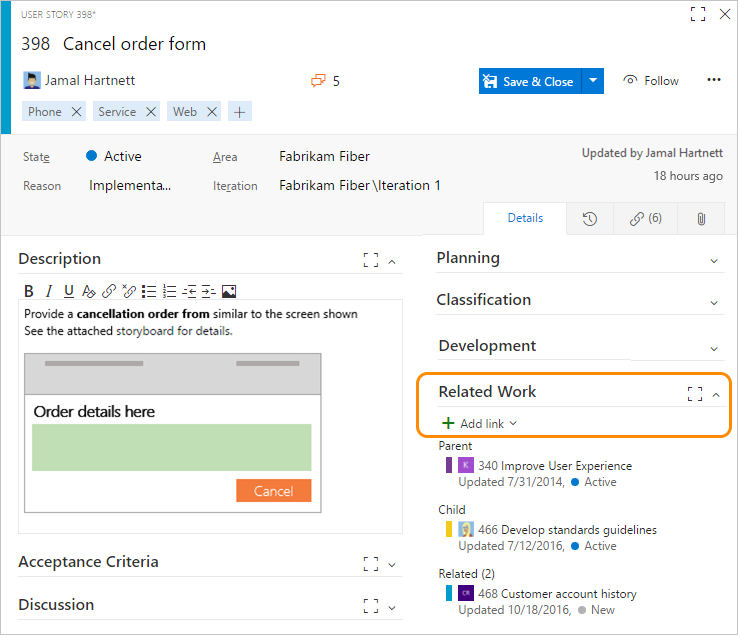 USER STORY 398*
398 Cancel order form
Jamal Hartnett
5
Save & Close
Follow
Phone
Service
Web
State
Active
Area
Fabrikam Fiber
Updated by Jamal Hartnett
Reason
Implementa...
Iteration
Fabrikam Fiber\Iteration 1
18 hours ago
Details
(6)
Description
B I U A
Provide a cancellation order from similar to the screen shown
See the attached storyboard for details.
Order details here
Cancel
Acceptance Criteria
Discussion
Planning
Classification
Development
Related Work
Add link
Parent
K 340 Improve User Experience
Updated 7/31/2014, Active
Child
466 Develop standards guidelines
Updated 7/12/2016, Active
Related (2)
CR 468 Customer account history
Updated 10/18/2016, New